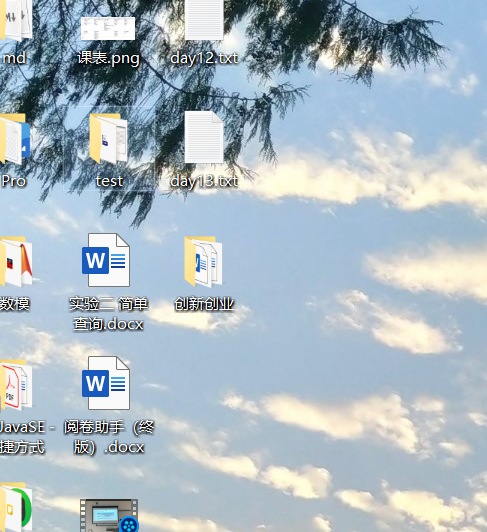 md
课表.png
day12.txt
Pro
test
day13.txt
数模
实验二 简单
查询.docx
创新创业
JavaSE -
捷方式
阅卷助手（终
版）.docx